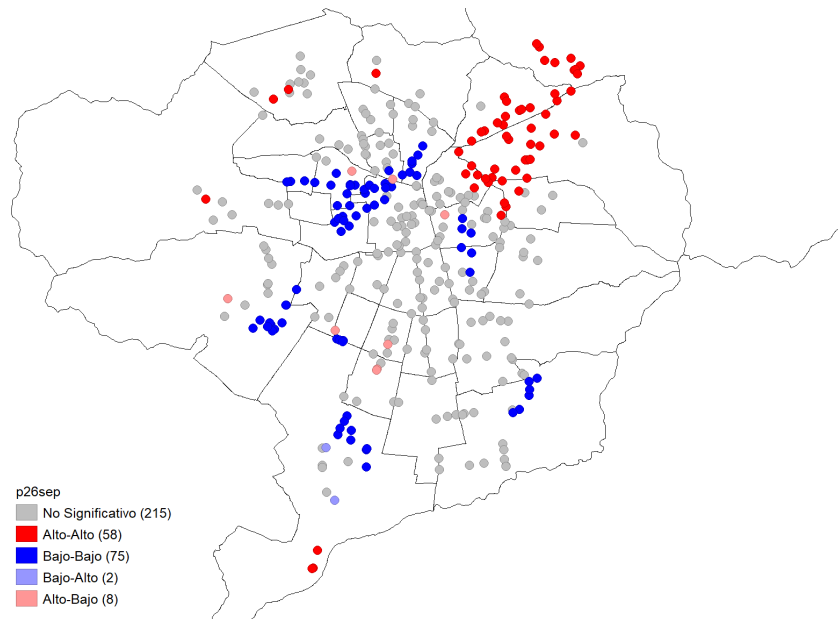 p26sep
No Significativo (215)
Alto-Alto (58)
Bajo-Bajo (75)
Bajo-Alto (2)
Alto-Bajo (8)